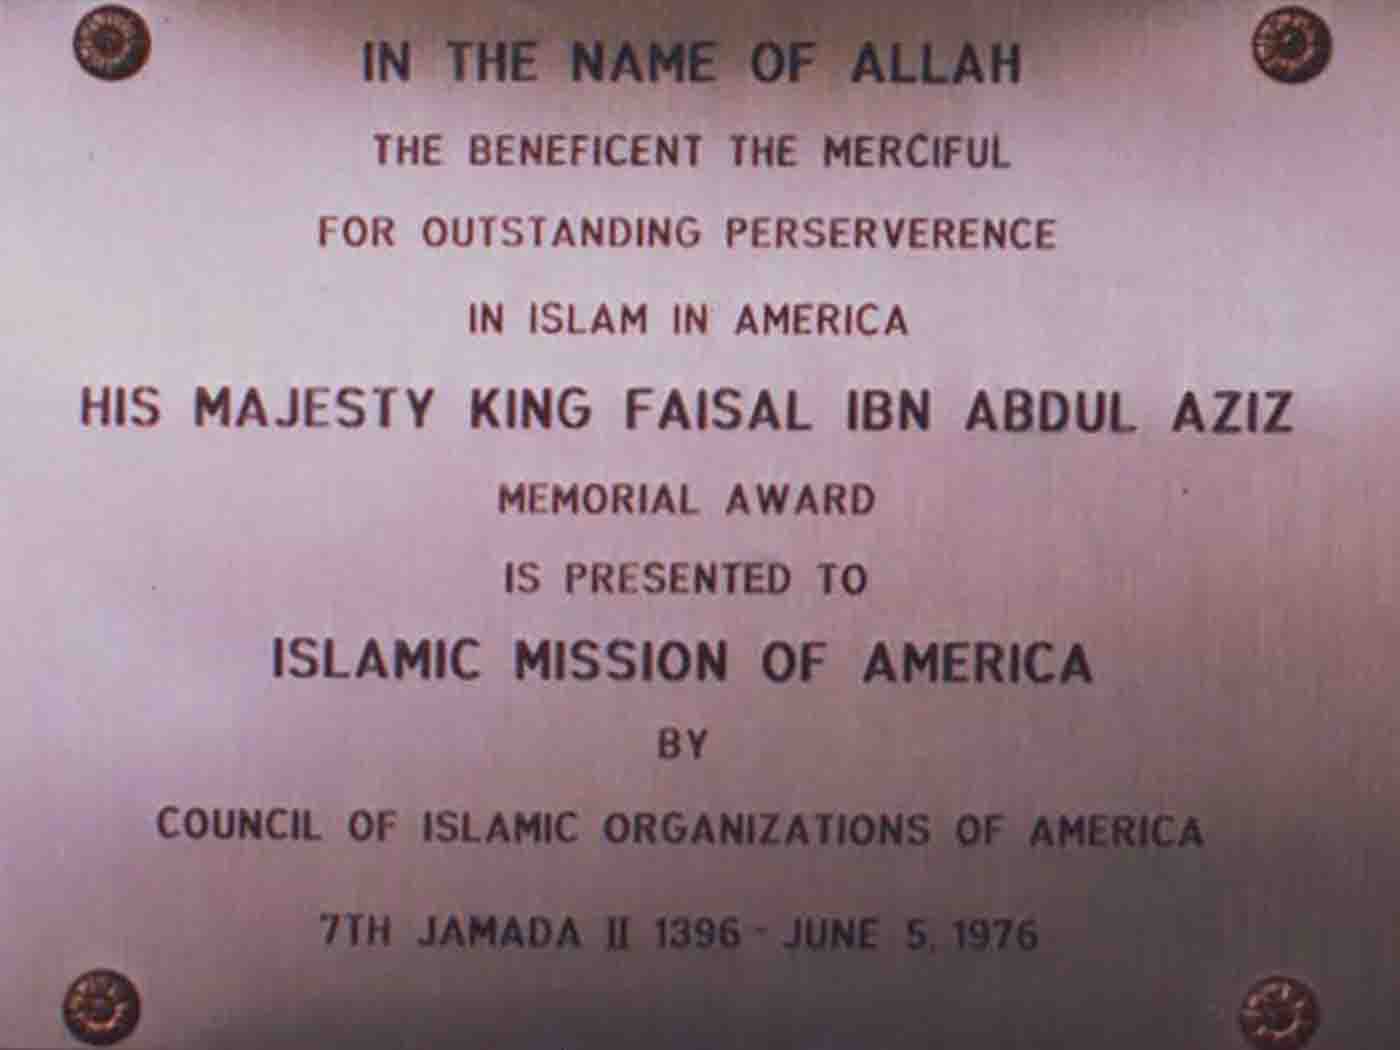 IN THE NAME OF ALLAH
THE BENEFICENT THE MERCIFUL
FOR OUTSTANDING PERSERVERENCE
IN ISLAM IN AMERICA
HIS MAJESTY KING FAISAL IBN ABDUL AZIZ
MEMORIAL AWARD
IS PRESENTED TO
ISLAMIC MISSION OF AMERICA
BY
COUNCIL OF ISLAMIC ORGANIZATIONS OF AMERICA
7TH JAMADA II 1396 - JUNE 5, 1976